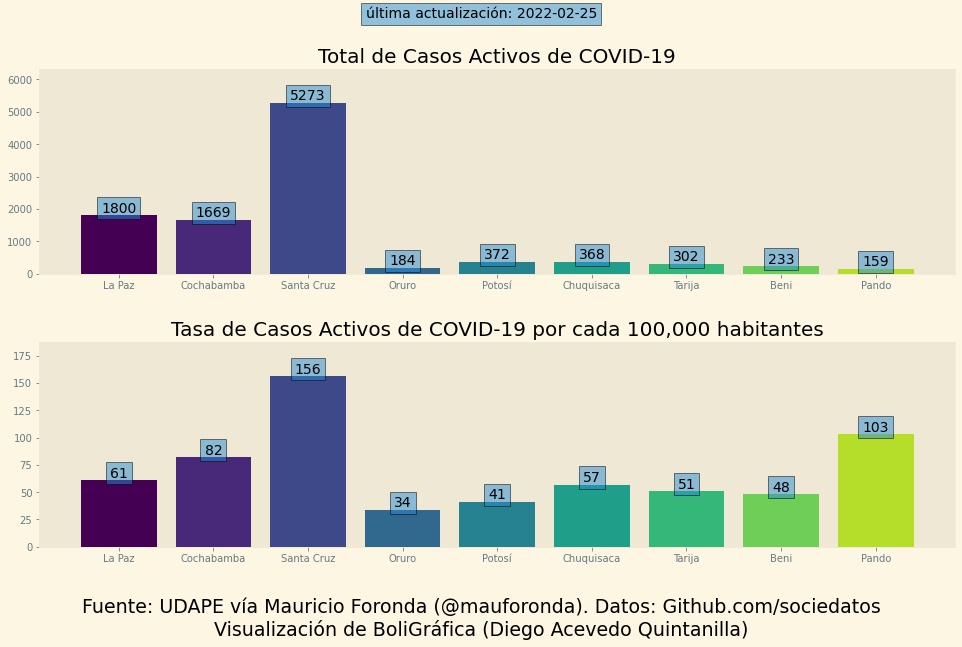 última actualización: 2022-02-25
Total de Casos Activos de COVID-19
6000
5000
4000
3000
2000
1000
0
1800
1669
5273
184
372
368
302
233
159
La Paz
Cochabamba
Santa Cruz
Oruro
Potosí
Chuquisaca
Tarija
Beni
Pando
Tasa de Casos Activos de COVID-19 por cada 100,000 habitantes
175
150
125
100
75
50
25
0
61
82
156
34
41
57
51
48
103
La Paz
Cochabamba
Santa Cruz
Oruro
Potosí
Chuquisaca
Tarija
Beni
Pando
Fuente: UDAPE vía Mauricio Foronda (@mauforonda). Datos: Github.com/sociedatos
Visualización de BoliGráfica (Diego Acevedo Quintanilla)